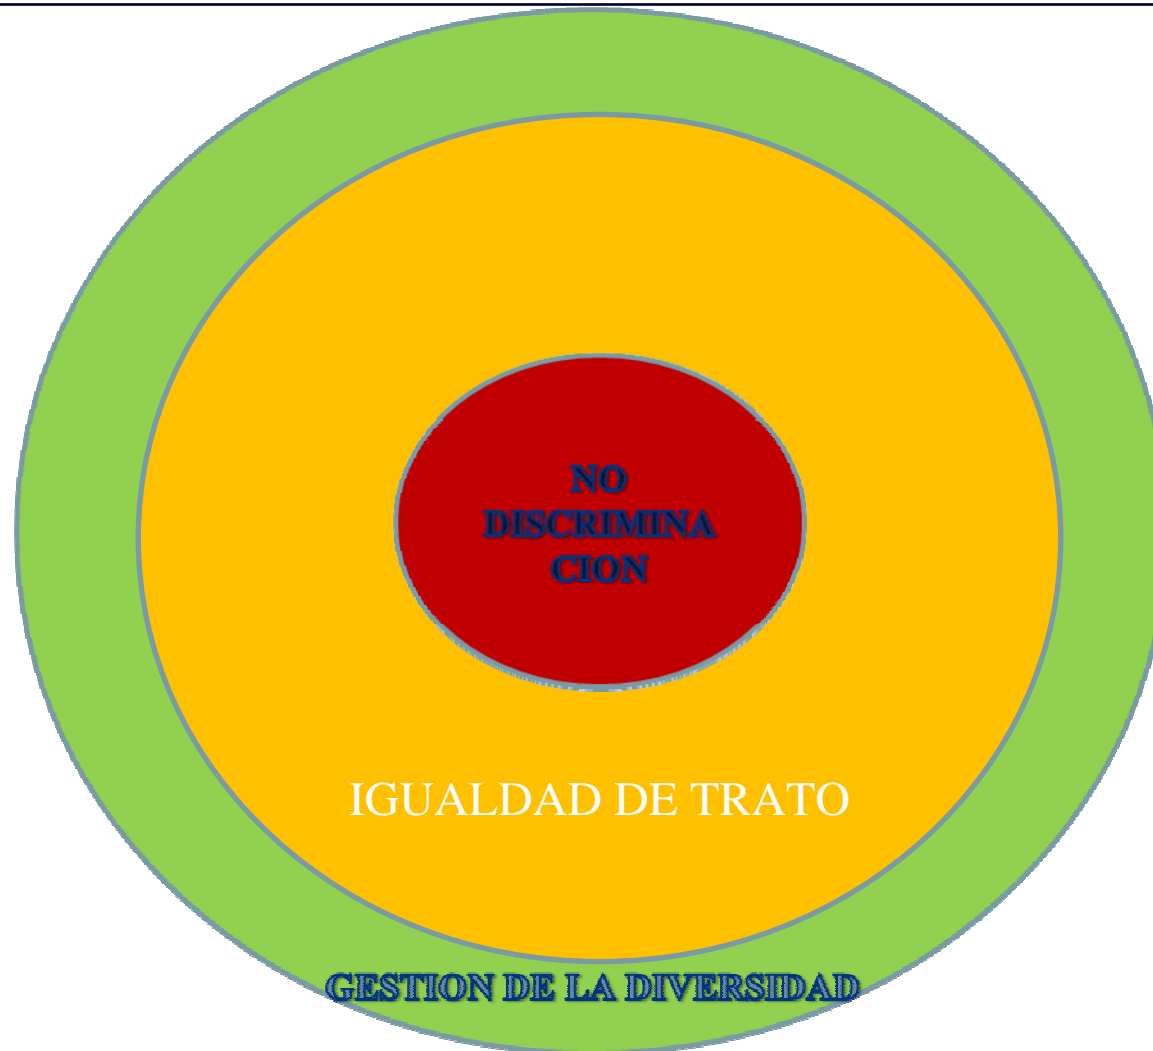 NO
DISCRIMINA
CION
IGUALDAD DE TRATO
GESTION DE LA DIVERSIDAD